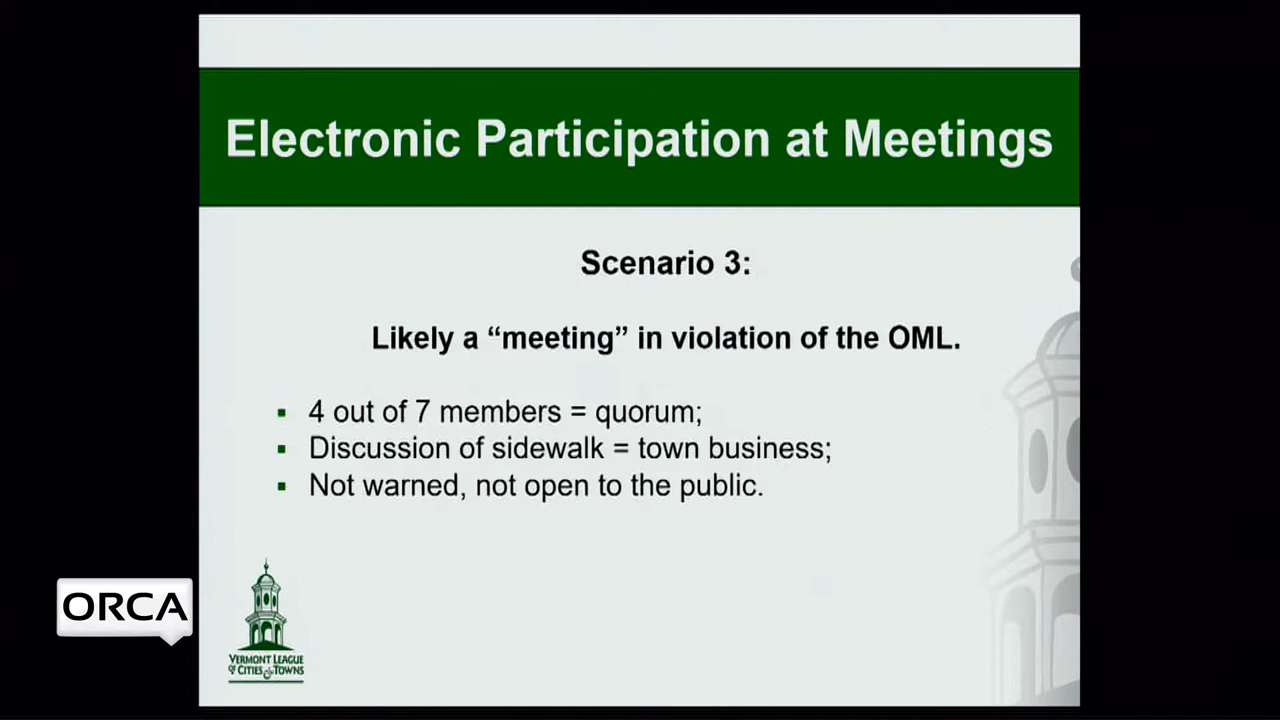 Electronic Participation at Meetings
Scenario 3:
Likely a “meeting” in violation of the OML.
▪ 4 out of 7 members = quorum;
▪ Discussion of sidewalk = town business;
▪ Not warned, not open to the public.
ORCA
VERMONT LEAGUE
OF CITIES & TOWNS